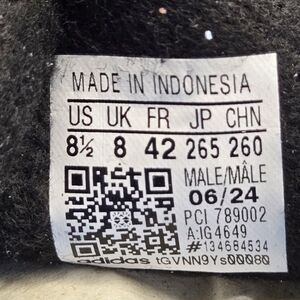 MADE IN INDONESIA
US UK FR JP CHN
8½ 8 42 265 260
MALE/MÂLE
06/24
PCI 789002
A:IG4649
#134684534
adidas tGVNN9Ys00080